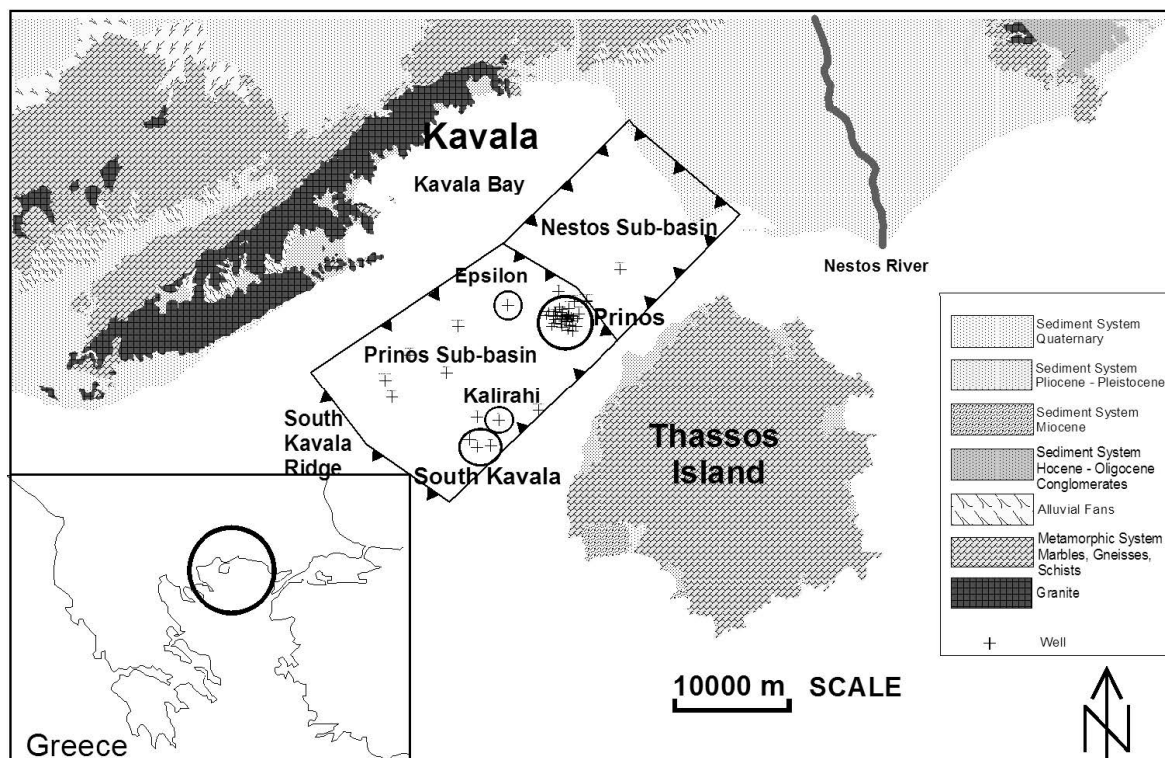 Kavala
Kavala Bay
Nestos Sub-basin
Nestos River
Epsilon
Prinos
Prinos Sub-basin
Kalirahi
South
Kavala
Ridge
South Kavala
Thassos
Island
Sediment System
Quaternary
Sediment System
Pliocene - Pleistocene
Sediment System
Miocene
Sediment System
Hocene - Oligocene
Conglomerates
Alluvial Fans
Metamorphic System
Marbles, Gneisses,
Schists
Granite
Well
10000 m SCALE
N
Greece